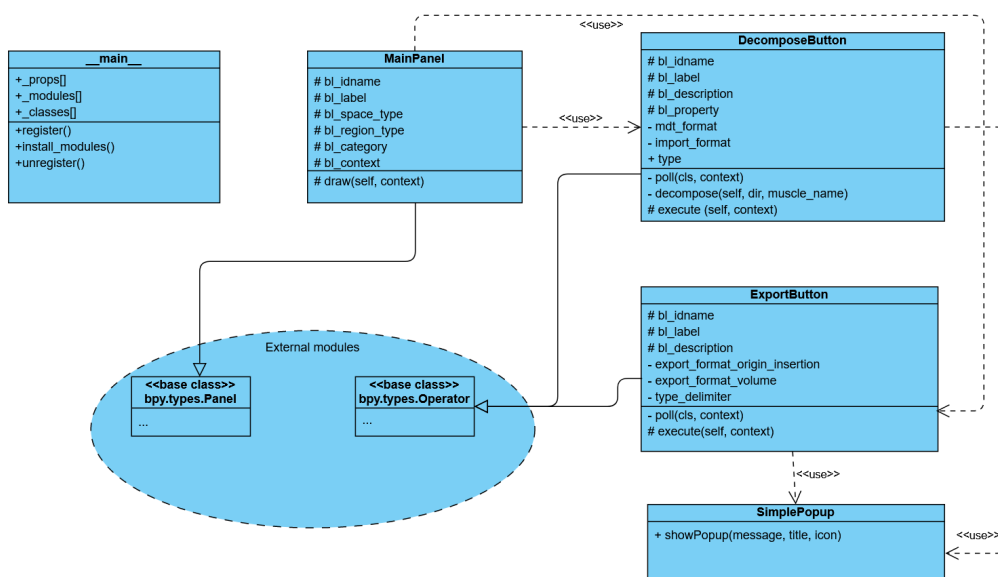 __main__
+_props[]
+_modules[]
+_classes[]
+register()
+install_modules()
+unregister()
MainPanel
# bl_idname
# bl_label
# bl_space_type
# bl_region_type
# bl_category
# bl_context
# draw(self, context)
<<use>>
<<use>>
DecomposeButton
# bl_idname
# bl_label
# bl_description
# bl_property
- mdt_format
- import_format
+ type
- poll(cls, context)
- decompose(self, dir, muscle_name)
# execute (self, context)
External modules
<<base class>>
bpy.types.Panel
...
<<base class>>
bpy.types.Operator
...
ExportButton
# bl_idname
# bl_label
# bl_description
- export_format_origin_insertion
- export_format_volume
- type_delimiter
- poll(cls, context)
# execute(self, context)
<<use>>
SimplePopup
+ showPopup(message, title, icon)
<<use>>